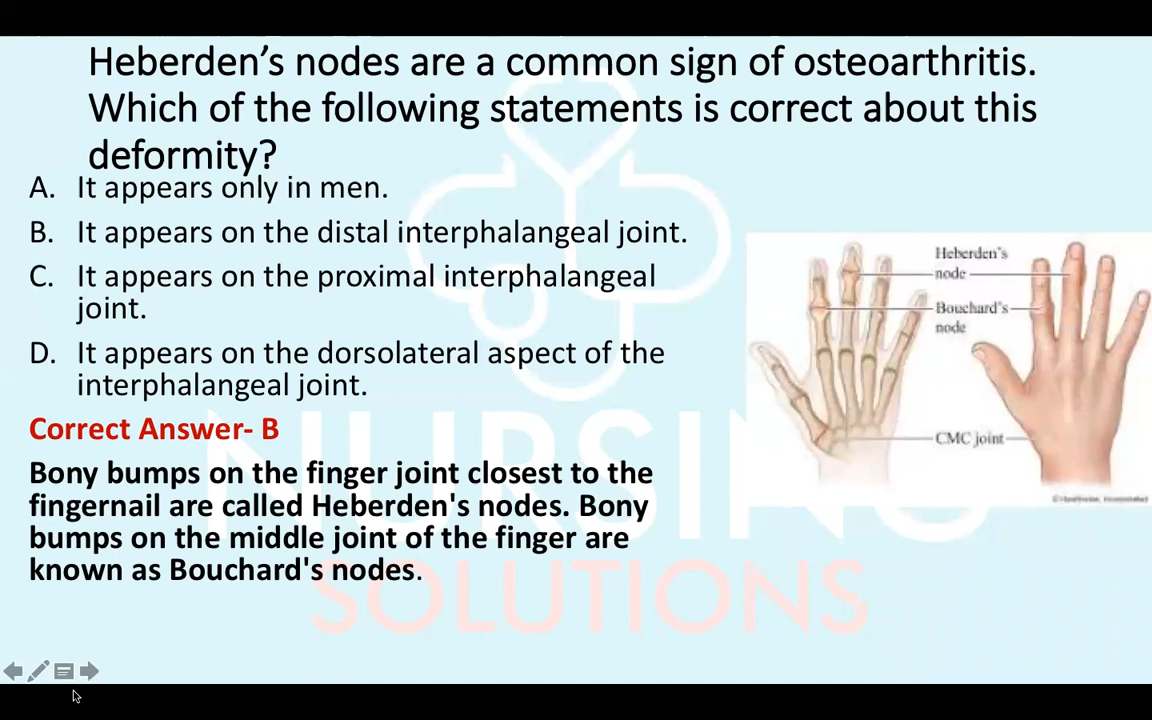 Heberden's nodes are a common sign of osteoarthritis.
Which of the following statements is correct about this
deformity?
A. It appears only in men.
B. It appears on the distal interphalangeal joint.
C. It appears on the proximal interphalangeal
joint.
D. It appears on the dorsolateral aspect of the
interphalangeal joint.
Correct Answer- B
Bony bumps on the finger joint closest to the
fingernail are called Heberden's nodes. Bony
bumps on the middle joint of the finger are
known as Bouchard's nodes.
Heberden's
node
Bouchard's
node
CMC joint
NURSING
SOLUTIONS